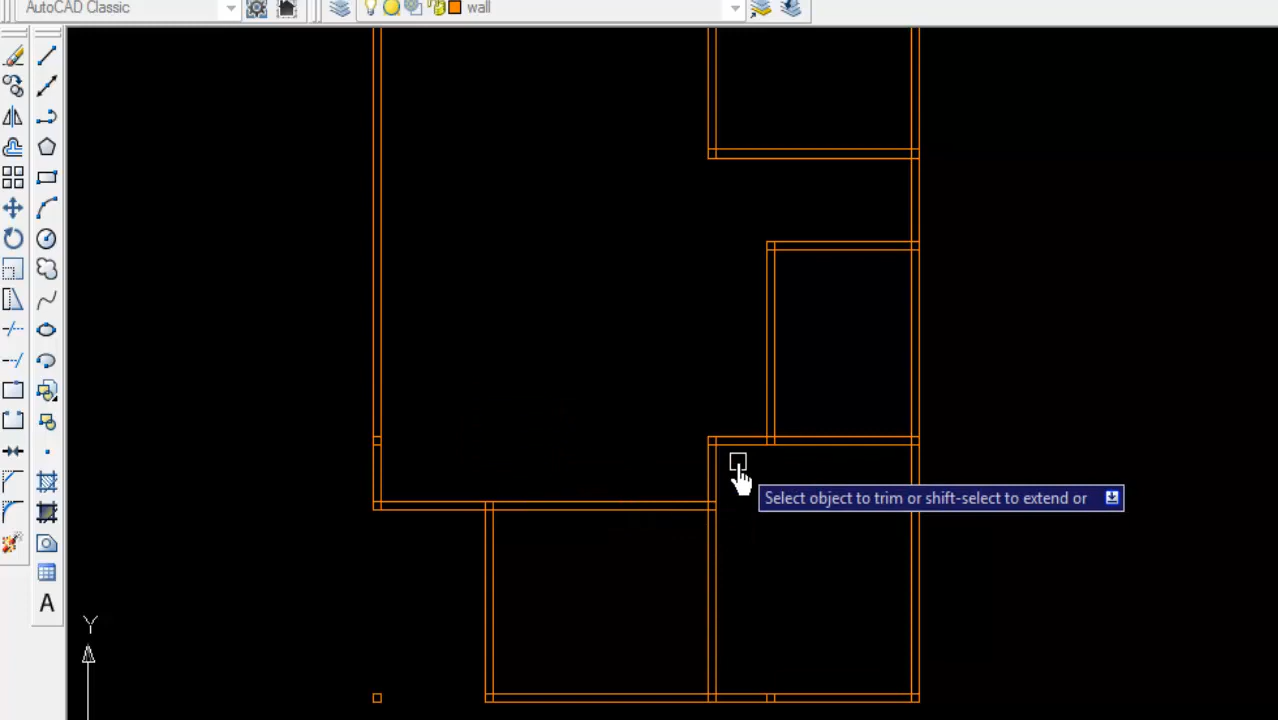 AutoCAD Classic
wall
Select object to trim or shift-select to extend or
A
Y